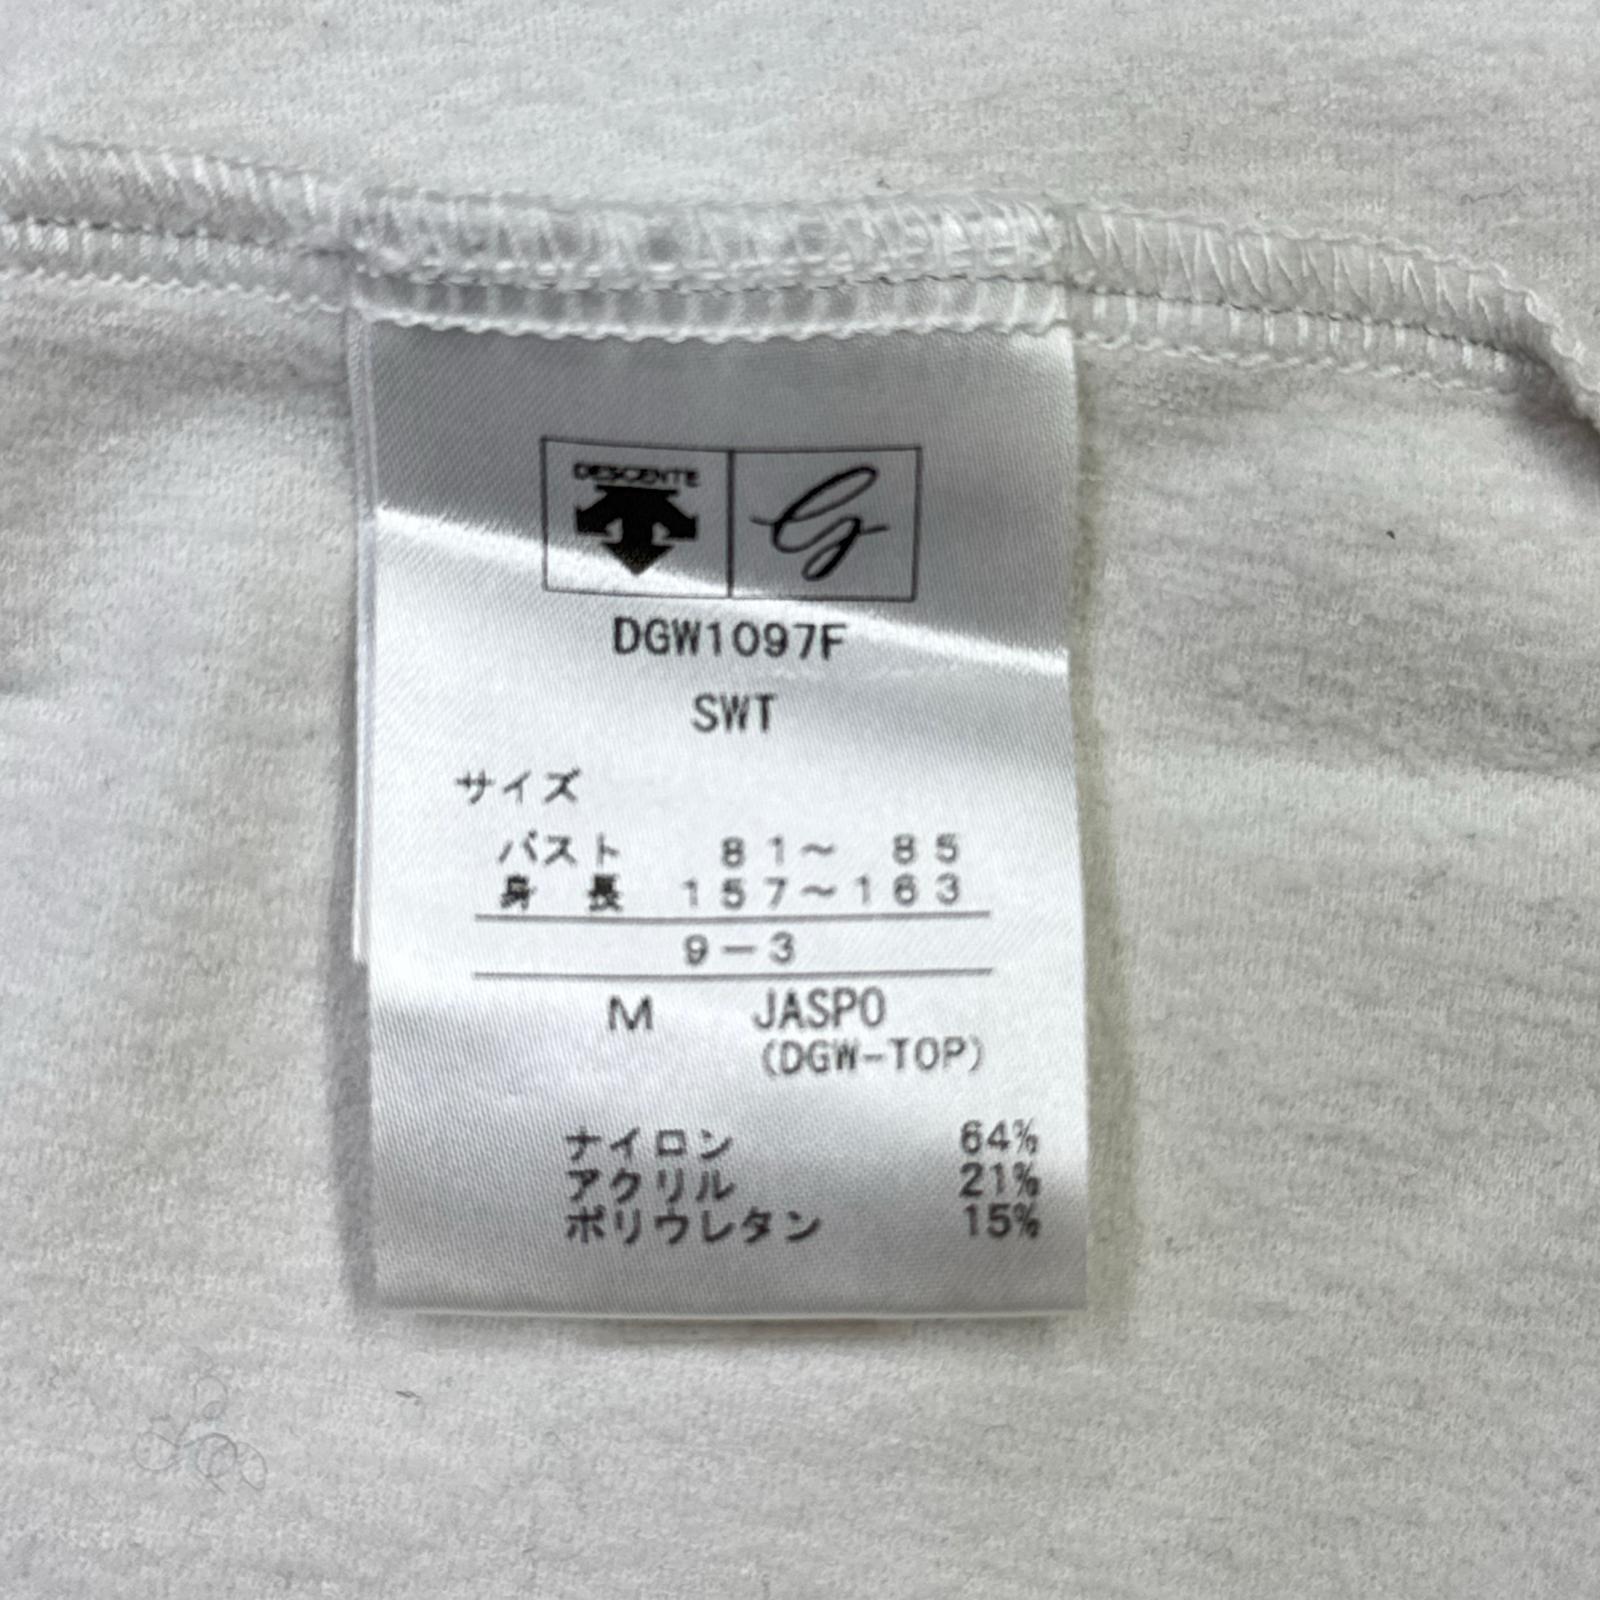 DESCENTE
G
DGW1097F
SWT
サイズ
バスト 81～ 85
身 長 157～163
9－3
M JASPO
(DGW-TOP)
ナイロン 64%
アクリル 21%
ポリウレタン 15%